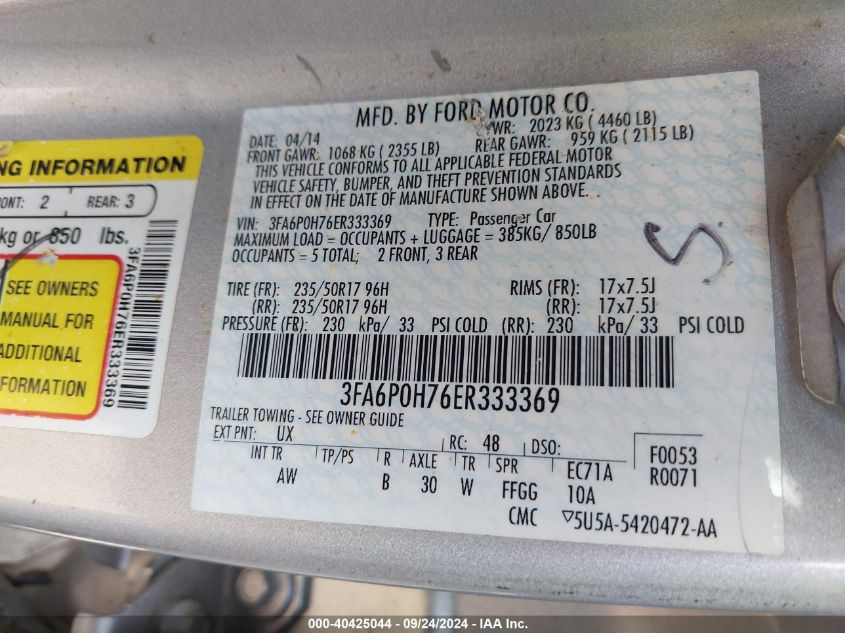 NG INFORMATION
ONT: 2 REAR: 3
kg or 850 lbs.
SEE OWNERS
MANUAL FOR
ADDITIONAL
FORMATION
3FA6P0H76ER333369
MFD. BY FORD MOTOR CO.
DATE: 04/14 WR: 2023 KG ( 4460 LB)
FRONT GAWR: 1068 KG ( 2355 LB) REAR GAWR: 959 KG ( 2115 LB)
THIS VEHICLE CONFORMS TO ALL APPLICABLE FEDERAL MOTOR
VEHICLE SAFETY, BUMPER, AND THEFT PREVENTION STANDARDS
IN EFFECT ON THE DATE OF MANUFACTURE SHOWN ABOVE.
VIN: 3FA6P0H76ER333369 TYPE: Passenger Car
MAXIMUM LOAD = OCCUPANTS + LUGGAGE = 385KG/ 850LB
OCCUPANTS = 5 TOTAL; 2 FRONT, 3 REAR
TIRE (FR): 235/50R17 96H RIMS (FR): 17x7.5J
(RR): 235/50R17 96H (RR): 17x7.5J
PRESSURE (FR): 230 kPa/ 33 PSI COLD (RR): 230 kPa/ 33 PSI COLD
3FA6P0H76ER333369
TRAILER TOWING - SEE OWNER GUIDE
EXT PNT: UX RC: 48 DSO: F0053
INT TR TP/PS R AXLE TR SPR EC71A R0071
AW B 30 W FFGG 10A
CMC ▽5U5A-5420472-AA
000-40425044 - 09/24/2024 - IAA Inc.